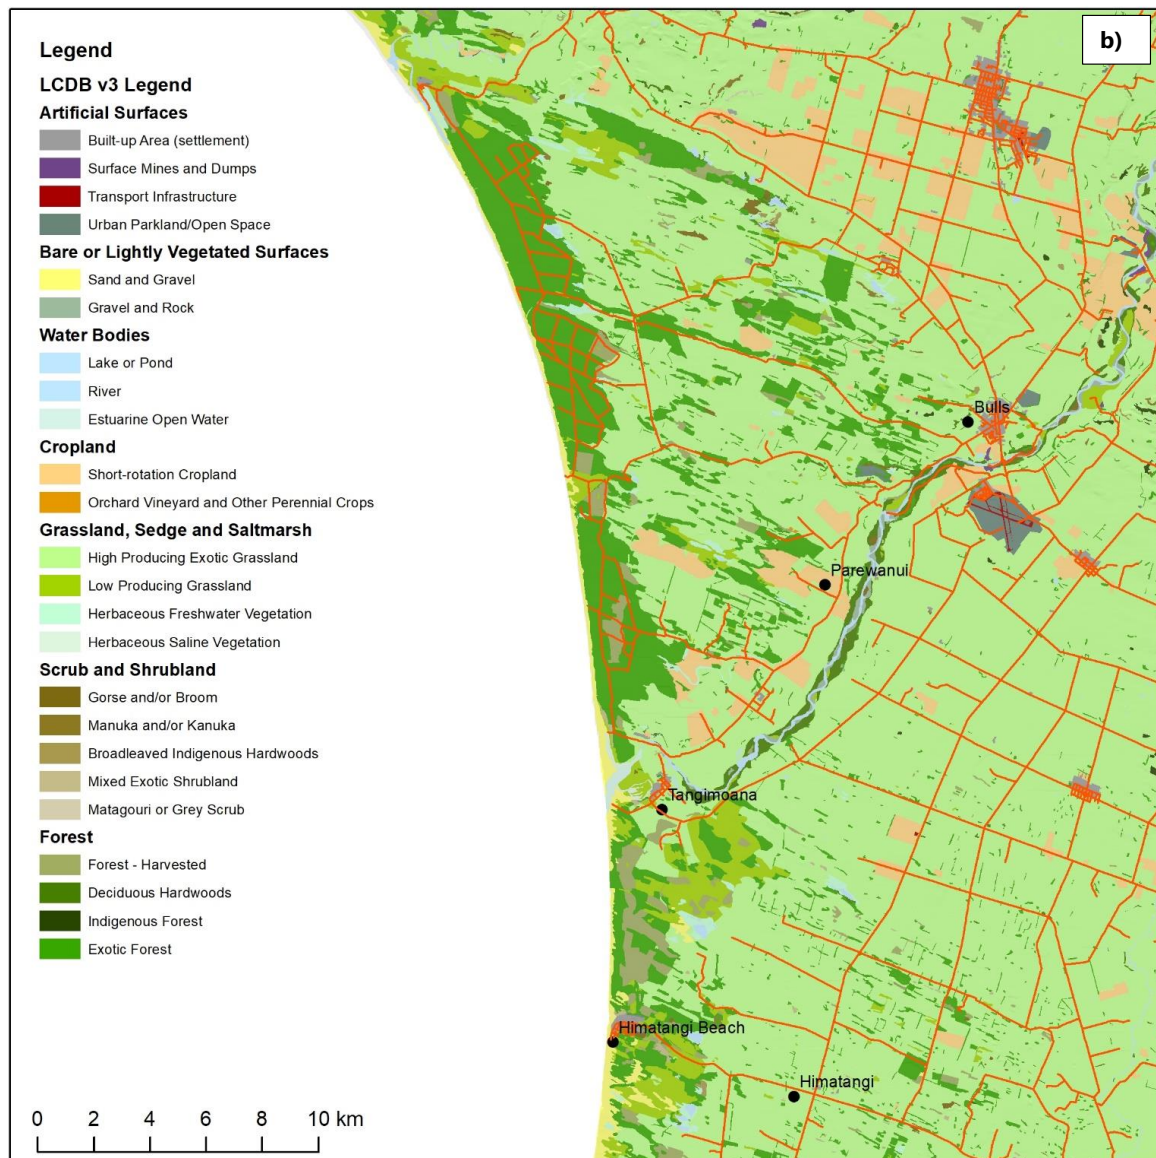 b)
Legend
LCDB v3 Legend
Artificial Surfaces
Built-up Area (settlement)
Surface Mines and Dumps
Transport Infrastructure
Urban Parkland/Open Space
Bare or Lightly Vegetated Surfaces
Sand and Gravel
Gravel and Rock
Water Bodies
Lake or Pond
River
Estuarine Open Water
Cropland
Short-rotation Cropland
Orchard Vineyard and Other Perennial Crops
Grassland, Sedge and Saltmarsh
High Producing Exotic Grassland
Low Producing Grassland
Herbaceous Freshwater Vegetation
Herbaceous Saline Vegetation
Scrub and Shrubland
Gorse and/or Broom
Manuka and/or Kanuka
Broadleaved Indigenous Hardwoods
Mixed Exotic Shrubland
Matagouri or Grey Scrub
Forest
Forest - Harvested
Deciduous Hardwoods
Indigenous Forest
Exotic Forest
Bulls
Parewanui
Tangimoana
Himatangi Beach
Himatangi
0 2 4 6 8 10 km